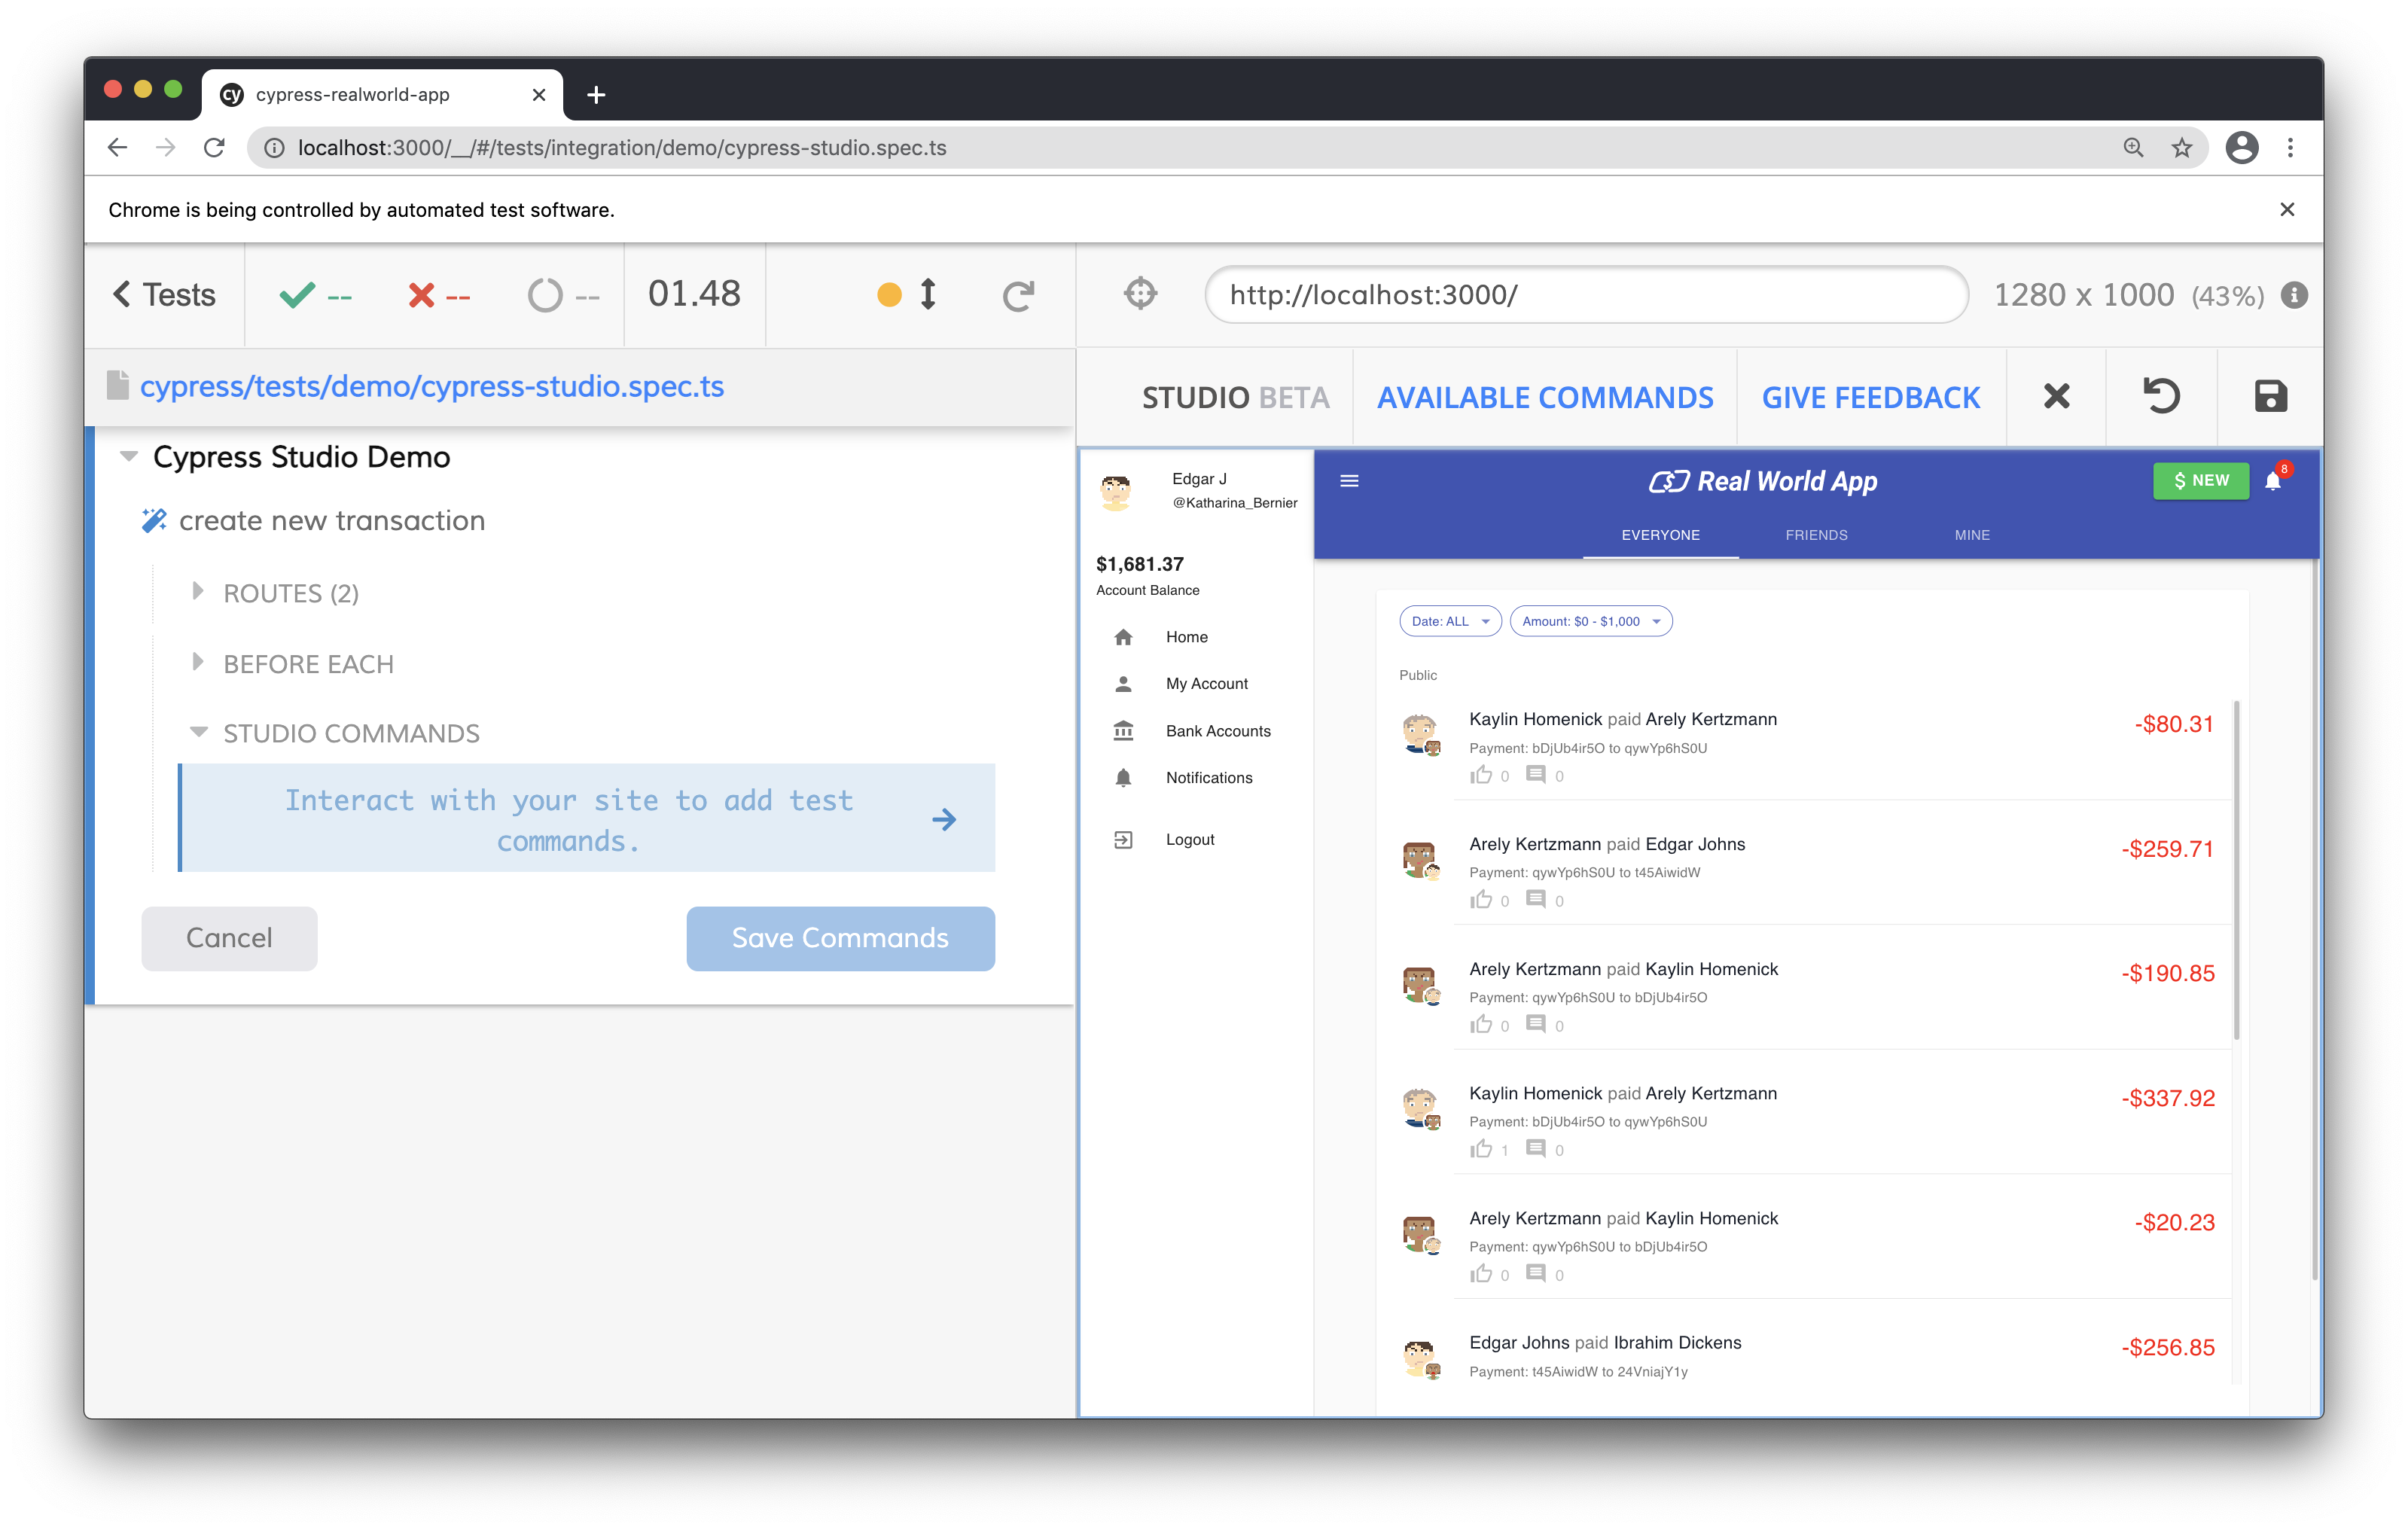 cy cypress-realworld-app
localhost:3000/__/#/tests/integration/demo/cypress-studio.spec.ts
Chrome is being controlled by automated test software.
Tests -- -- -- 01.48
http://localhost:3000/
1280 x 1000 (43%)
cypress/tests/demo/cypress-studio.spec.ts
STUDIO BETA
AVAILABLE COMMANDS
GIVE FEEDBACK
Cypress Studio Demo
create new transaction
ROUTES (2)
BEFORE EACH
STUDIO COMMANDS
Interact with your site to add test
commands.
Cancel
Save Commands
Edgar J
@Katharina_Bernier
$1,681.37
Account Balance
Home
My Account
Bank Accounts
Notifications
Logout
Real World App
$ NEW
8
EVERYONE
FRIENDS
MINE
Date: ALL
Amount: $0 - $1,000
Public
Kaylin Homenick paid Arely Kertzmann
-$80.31
Payment: bDjUb4ir5O to qywYp6hS0U
0 0
Arely Kertzmann paid Edgar Johns
-$259.71
Payment: qywYp6hS0U to t45AiwidW
0 0
Arely Kertzmann paid Kaylin Homenick
-$190.85
Payment: qywYp6hS0U to bDjUb4ir5O
0 0
Kaylin Homenick paid Arely Kertzmann
-$337.92
Payment: bDjUb4ir5O to qywYp6hS0U
1 0
Arely Kertzmann paid Kaylin Homenick
-$20.23
Payment: qywYp6hS0U to bDjUb4ir5O
0 0
Edgar Johns paid Ibrahim Dickens
-$256.85
Payment: t45AiwidW to 24VniajY1y